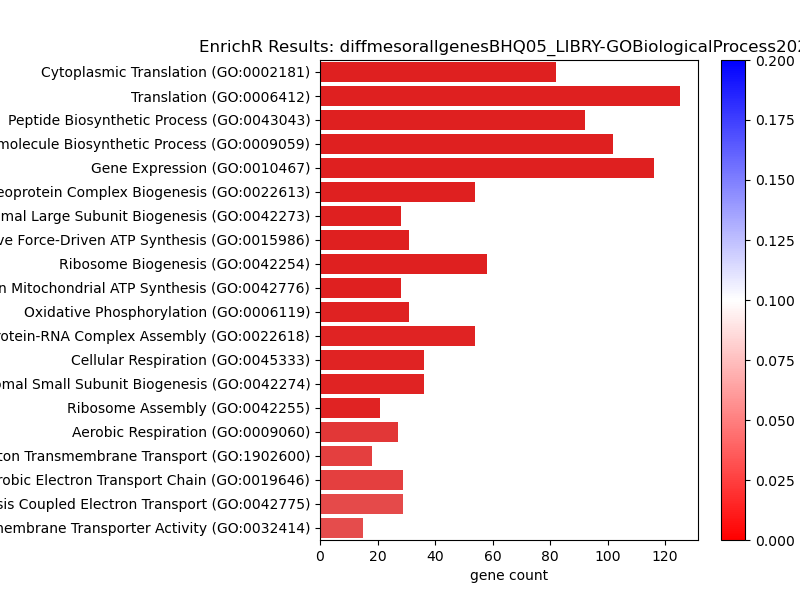 EnrichR Results: diffmesorallgenesBHQ05_LIBRY-GOBiologicalProcess202
Cytoplasmic Translation (GO:0002181)
Translation (GO:0006412)
Peptide Biosynthetic Process (GO:0043043)
molecule Biosynthetic Process (GO:0009059)
Gene Expression (GO:0010467)
eoprotein Complex Biogenesis (GO:0022613)
mal Large Subunit Biogenesis (GO:0042273)
ve Force-Driven ATP Synthesis (GO:0015986)
Ribosome Biogenesis (GO:0042254)
n Mitochondrial ATP Synthesis (GO:0042776)
Oxidative Phosphorylation (GO:0006119)
rotein-RNA Complex Assembly (GO:0022618)
Cellular Respiration (GO:0045333)
omal Small Subunit Biogenesis (GO:0042274)
Ribosome Assembly (GO:0042255)
Aerobic Respiration (GO:0009060)
ton Transmembrane Transport (GO:1902600)
robic Electron Transport Chain (GO:0019646)
sis Coupled Electron Transport (GO:0042775)
membrane Transporter Activity (GO:0032414)
0 20 40 60 80 100 120
gene count
0.200
0.175
0.150
0.125
0.100
0.075
0.050
0.025
0.000